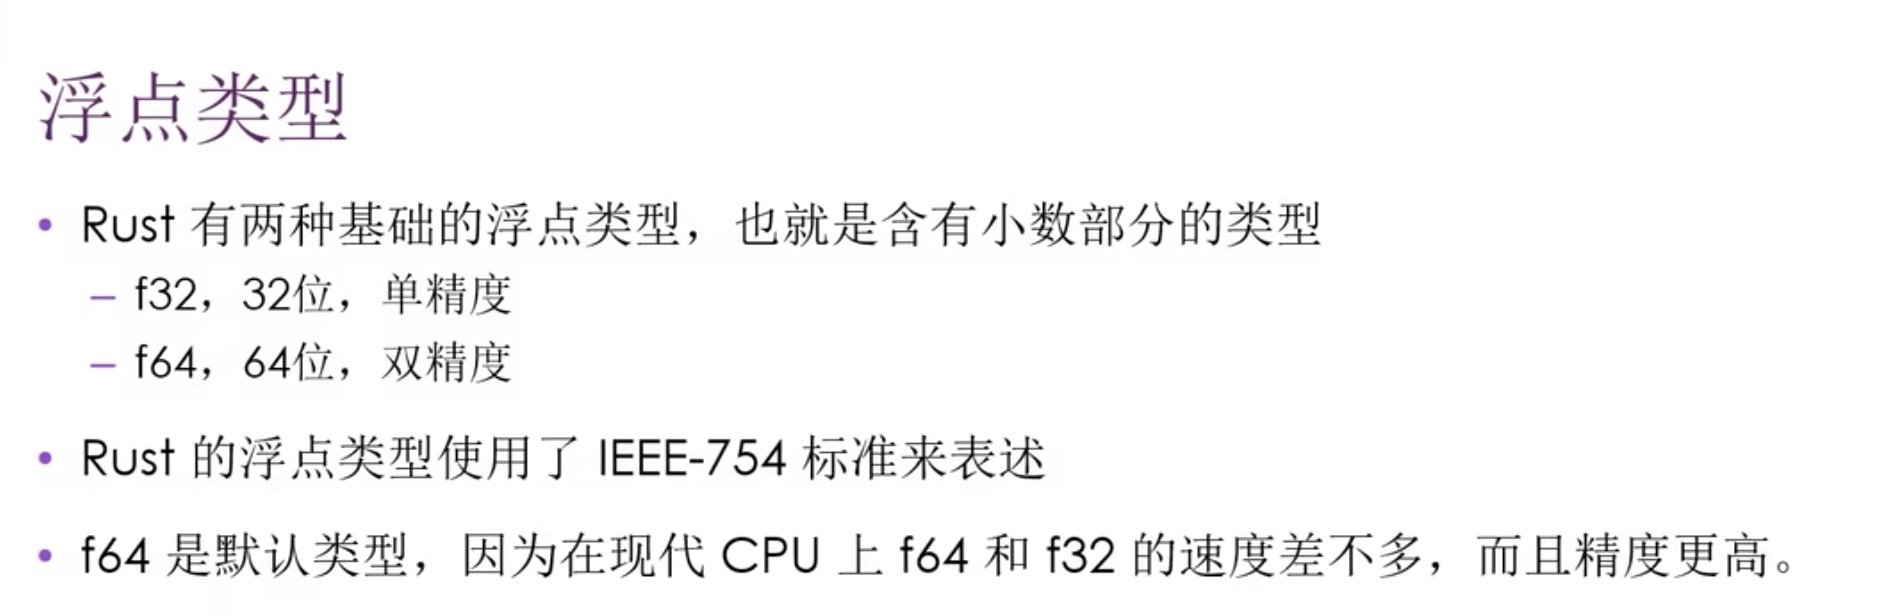 浮点类型
• Rust 有两种基础的浮点类型，也就是含有小数部分的类型
– f32，32位，单精度
– f64，64位，双精度
• Rust 的浮点类型使用了 IEEE-754 标准来表述
• f64 是默认类型，因为在现代 CPU 上 f64 和 f32 的速度差不多，而且精度更高。